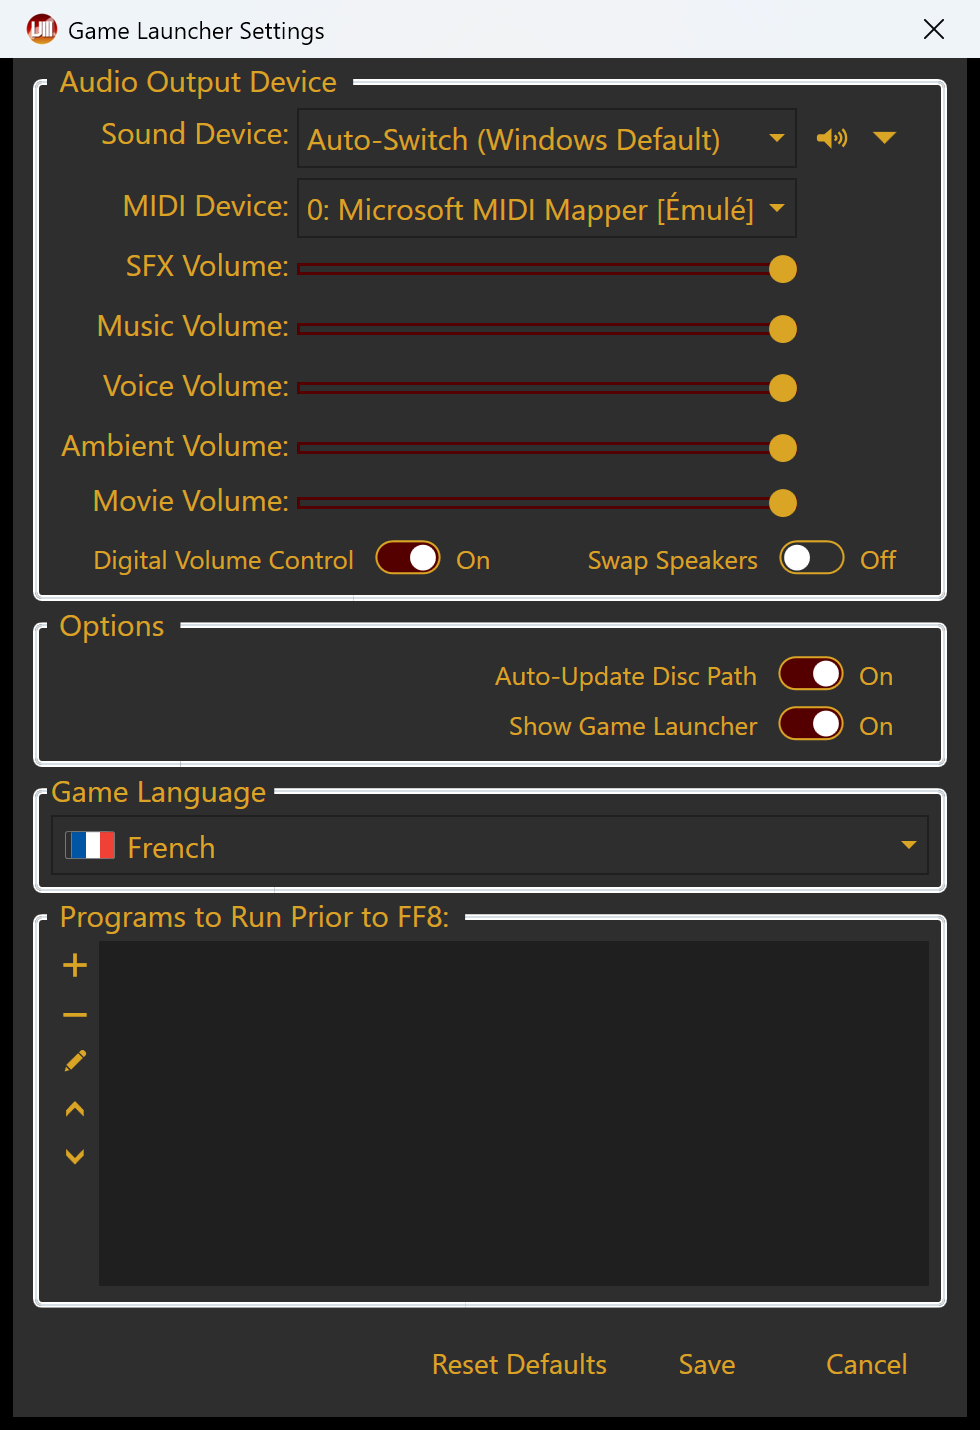 Game Launcher Settings
Audio Output Device
Sound Device: Auto-Switch (Windows Default)
MIDI Device: 0: Microsoft MIDI Mapper [Émulé]
SFX Volume:
Music Volume:
Voice Volume:
Ambient Volume:
Movie Volume:
Digital Volume Control On Swap Speakers Off
Options
Auto-Update Disc Path On
Show Game Launcher On
Game Language
French
Programs to Run Prior to FF8:
Reset Defaults Save Cancel